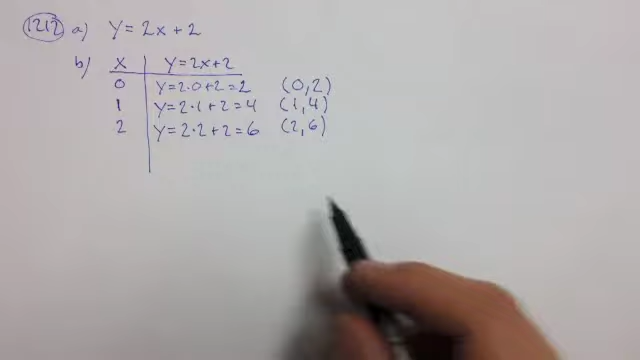 1212 a) y = 2x + 2
b) x y = 2x + 2
0 y = 2·0 + 2 = 2 (0, 2)
1 y = 2·1 + 2 = 4 (1, 4)
2 y = 2·2 + 2 = 6 (2, 6)